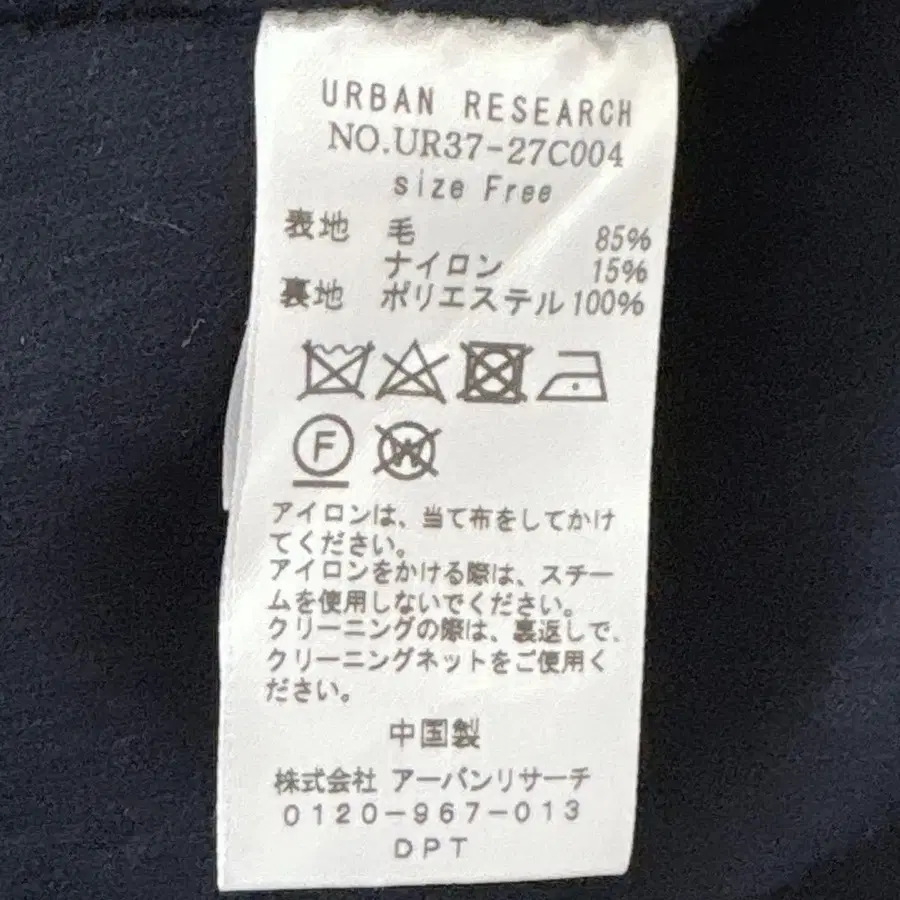 URBAN RESEARCH
NO.UR37-27C004
size Free
表地 毛 85%
ナイロン 15%
裏地 ポリエステル 100%
F W
アイロンは、当て布をしてかけ
てください。
アイロンをかける際は、スチー
ムを使用しないでください。
クリーニングの際は、裏返しで、
クリーニングネットをご使用く
ださい。
中国製
株式会社 アーバンリサーチ
0120-967-013
DPT